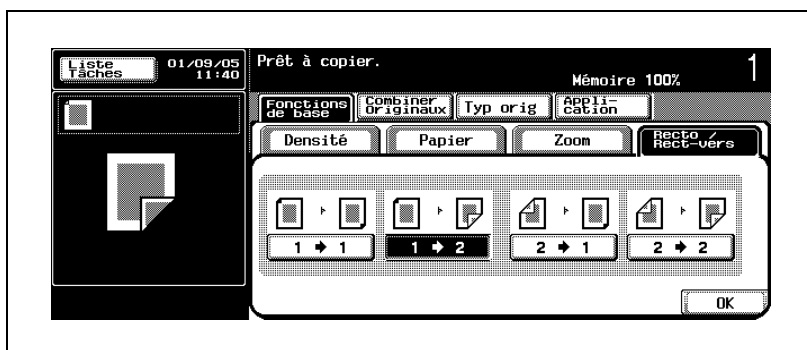 Liste
Tâches
01/09/05
11:40
Prêt à copier.
Mémoire 100%
1
Fonctions
de base
Combiner
Originaux
Typ orig
Appli-
cation
Densité
Papier
Zoom
Recto /
Rect-vers
1 ➔ 1
1 ➔ 2
2 ➔ 1
2 ➔ 2
OK